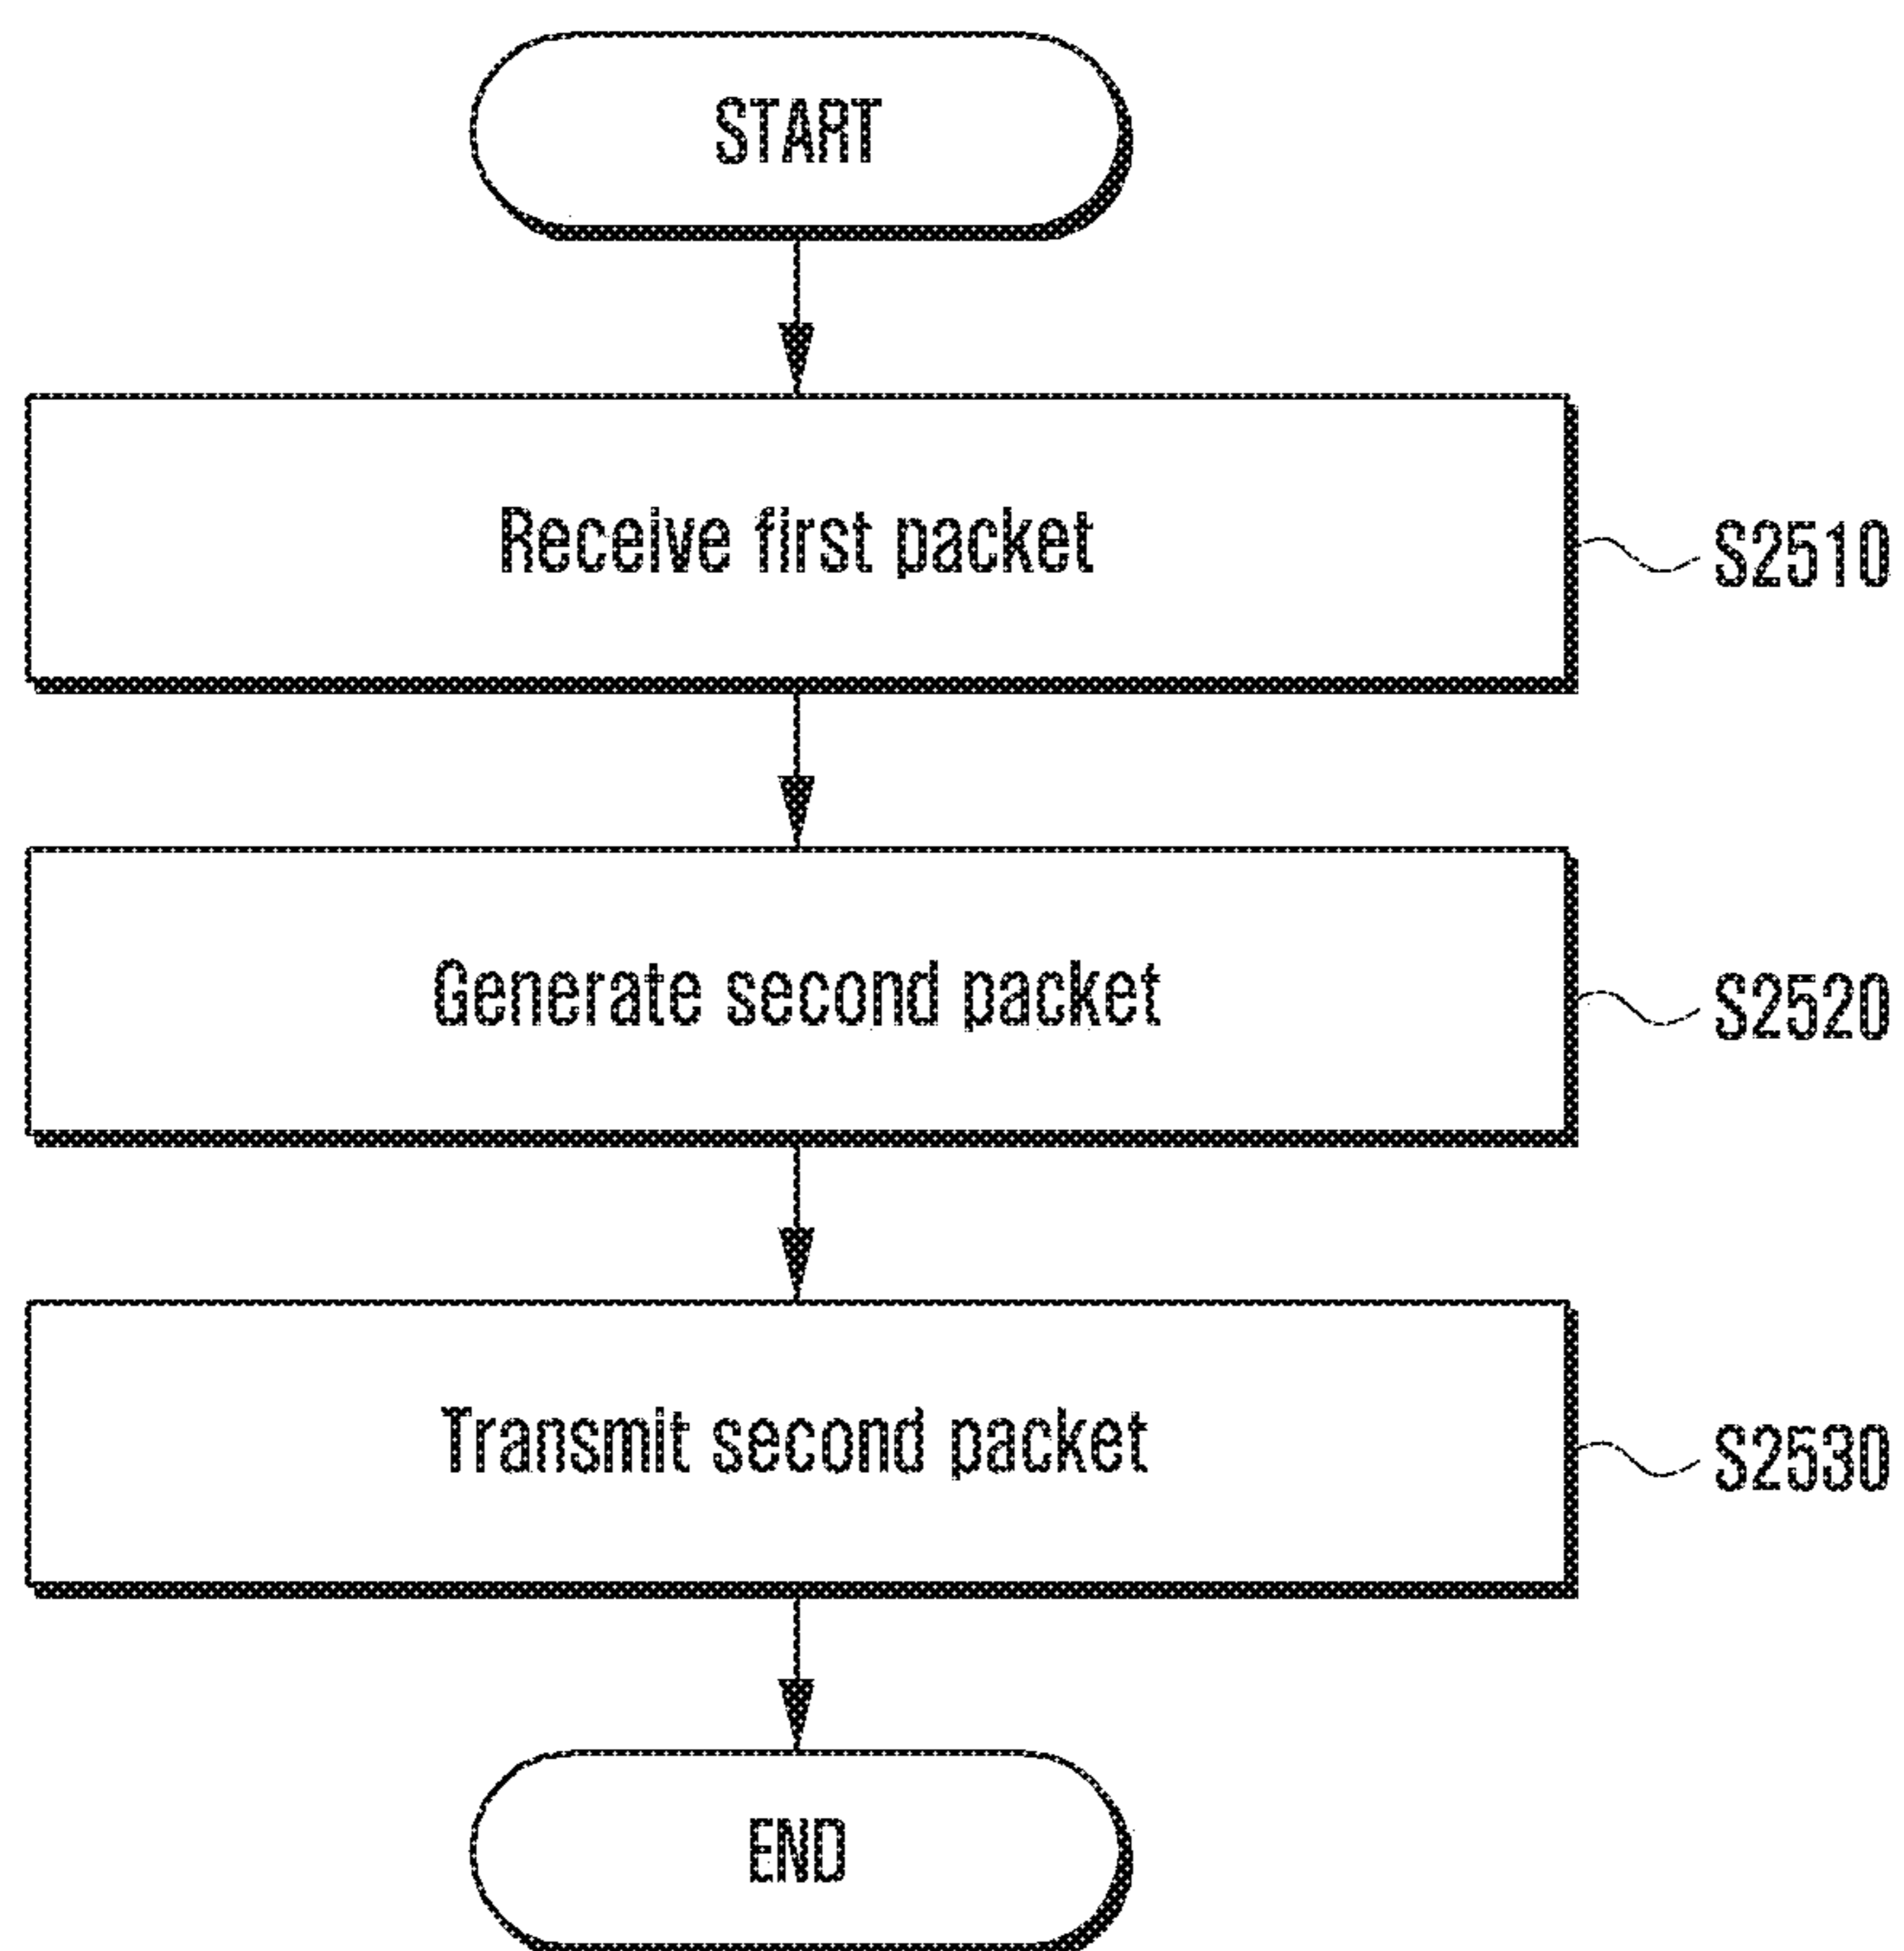 START
Receive first packet
S2510
Generate second packet
S2520
Transmit second packet
S2530
END